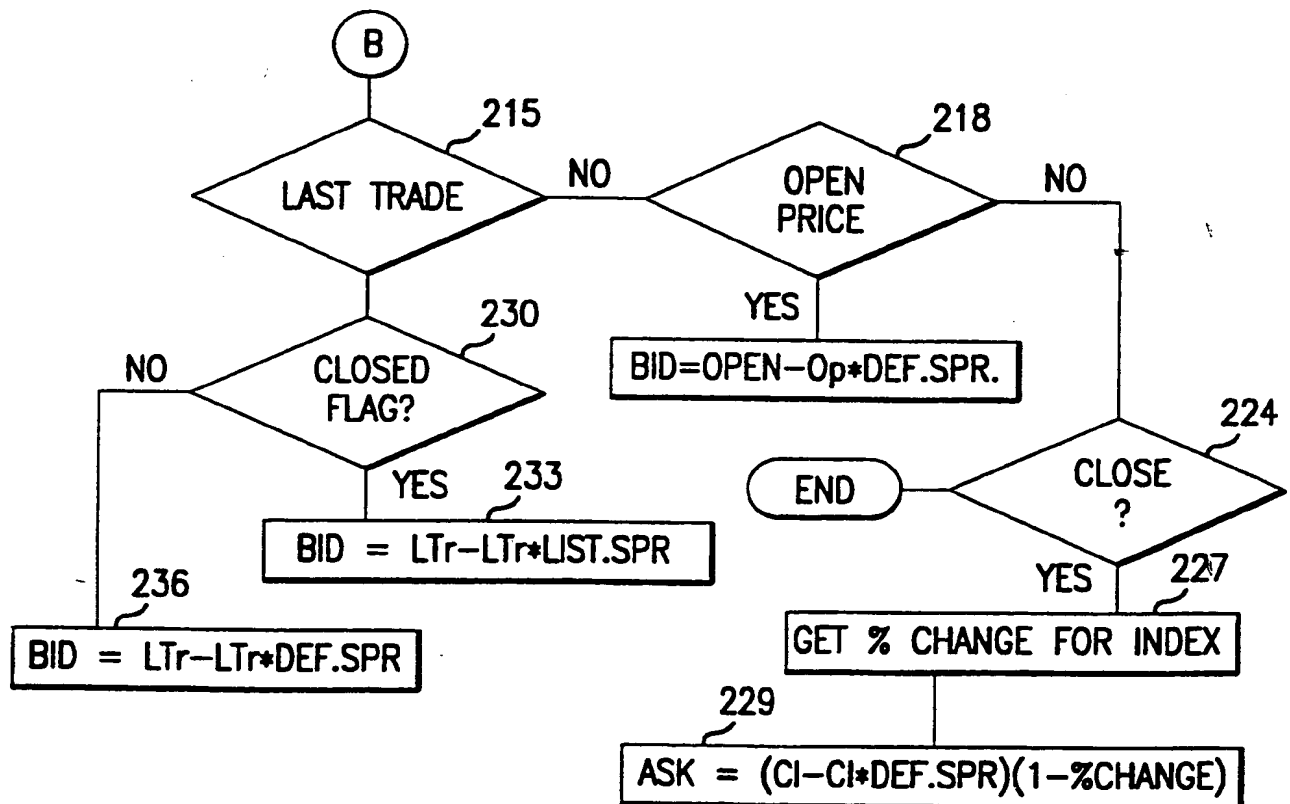 B
215
LAST TRADE
NO
218
OPEN
PRICE
NO
YES
BID=OPEN-Op*DEF.SPR.
230
CLOSED
FLAG?
NO
YES
233
BID = LTr-LTr*LIST.SPR
236
BID = LTr-LTr*DEF.SPR
224
CLOSE
?
END
YES
227
GET % CHANGE FOR INDEX
229
ASK = (Cl-Cl*DEF.SPR)(1-%CHANGE)